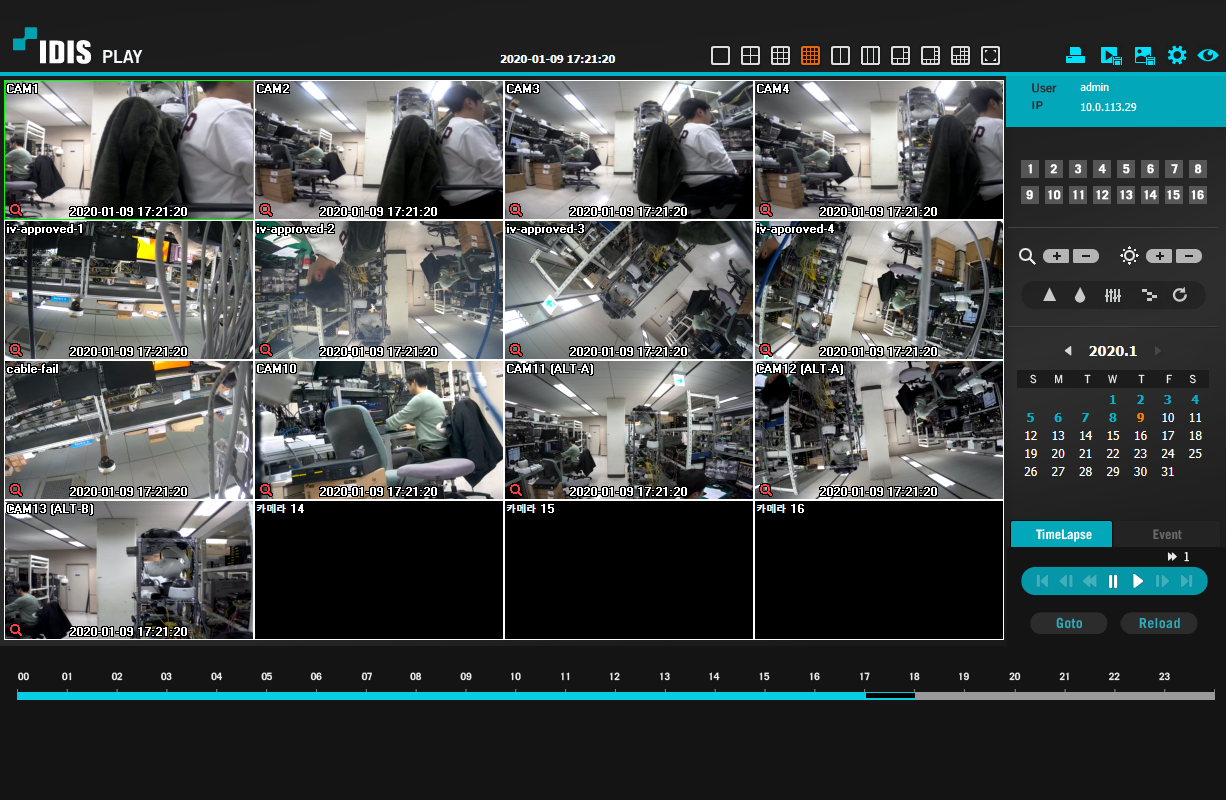 IDIS PLAY
2020-01-09 17:21:20
User admin
IP 10.0.113.29
CAM1
2020-01-09 17:21:20
CAM2
2020-01-09 17:21:20
CAM3
2020-01-09 17:21:20
CAM4
2020-01-09 17:21:20
iv-approved-1
2020-01-09 17:21:20
iv-approved-2
2020-01-09 17:21:20
iv-approved-3
2020-01-09 17:21:20
iv-aporoved-4
2020-01-09 17:21:20
cable-fail
2020-01-09 17:21:20
CAM10
2020-01-09 17:21:20
CAM11 (ALT-A)
2020-01-09 17:21:20
CAM12 (ALT-A)
2020-01-09 17:21:20
CAM13 (ALT-B)
2020-01-09 17:21:20
카메라 14
카메라 15
카메라 16
1 2 3 4 5 6 7 8
9 10 11 12 13 14 15 16
2020.1
S M T W T F S
1 2 3 4
5 6 7 8 9 10 11
12 13 14 15 16 17 18
19 20 21 22 23 24 25
26 27 28 29 30 31
TimeLapse Event
1
Goto Reload
00 01 02 03 04 05 06 07 08 09 10 11 12 13 14 15 16 17 18 19 20 21 22 23